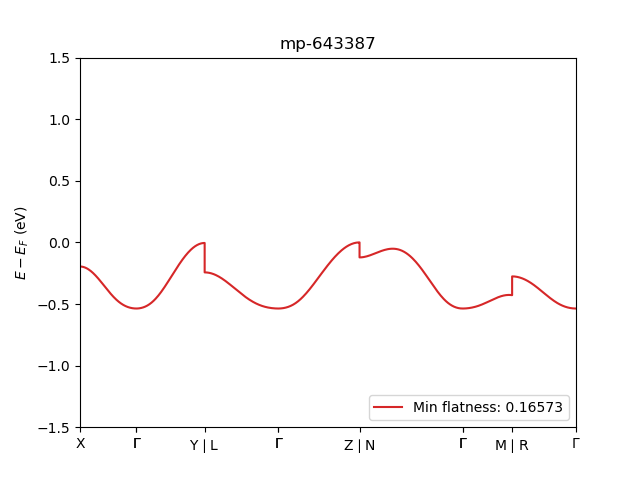 mp-643387
1.5
1.0
0.5
0.0
−0.5
−1.0
−1.5
E − E_F (eV)
X Γ Y | L Γ Z | N Γ M | R Γ
Min flatness: 0.16573